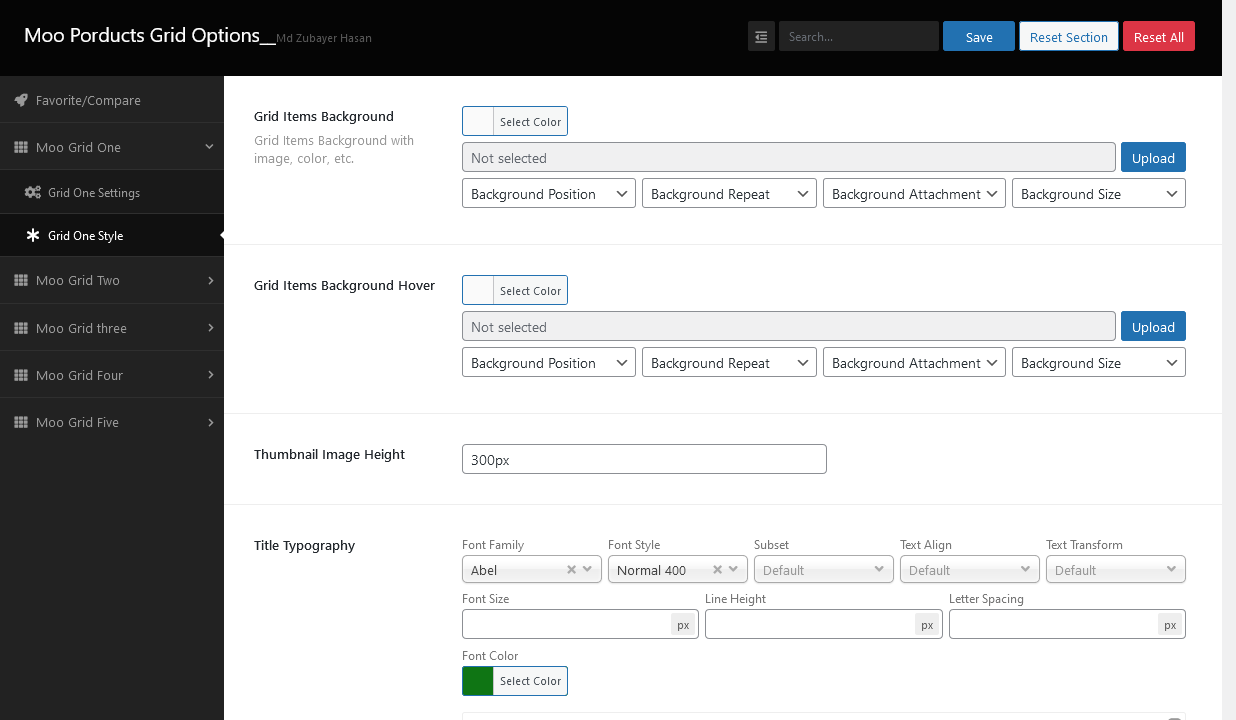 Moo Porducts Grid Options__Md Zubayer Hasan
Search...
Save
Reset Section
Reset All
Favorite/Compare
Moo Grid One
Grid One Settings
Grid One Style
Moo Grid Two
Moo Grid three
Moo Grid Four
Moo Grid Five
Grid Items Background
Grid Items Background with
image, color, etc.
Select Color
Not selected
Upload
Background Position
Background Repeat
Background Attachment
Background Size
Grid Items Background Hover
Select Color
Not selected
Upload
Background Position
Background Repeat
Background Attachment
Background Size
Thumbnail Image Height
300px
Title Typography
Font Family
Font Style
Subset
Text Align
Text Transform
Abel
Normal 400
Default
Default
Default
Font Size
Line Height
Letter Spacing
px
px
px
Font Color
Select Color